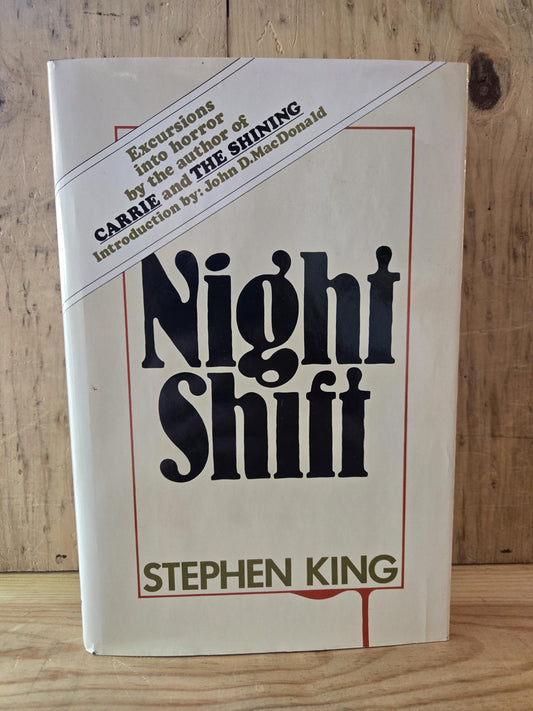 Excursions
into horror
by the author of
CARRIE and THE SHINING
Introduction by: John D. MacDonald
Night
Shift
STEPHEN KING